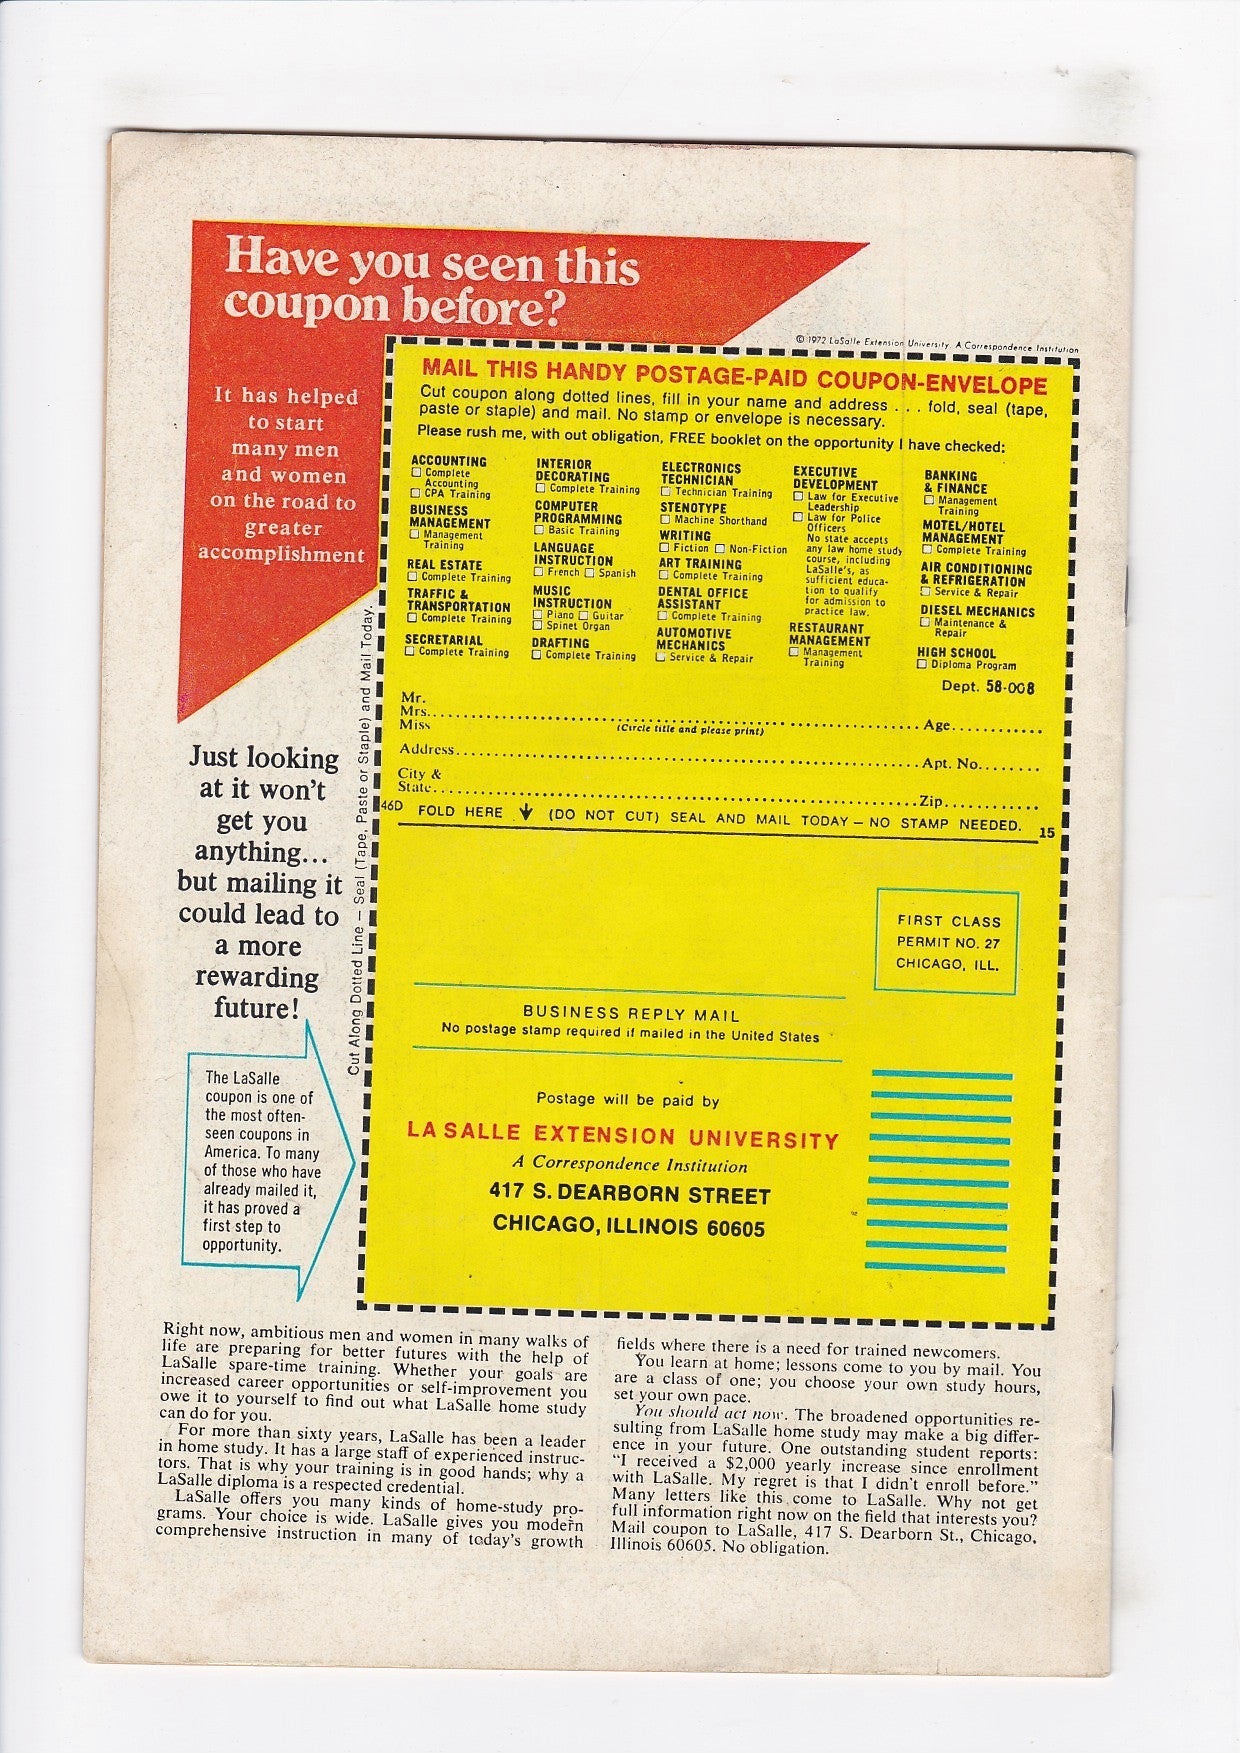 Have you seen this
coupon before?
It has helped
to start
many men
and women
on the road to
greater
accomplishment
© 1972 LaSalle Extension University. A Correspondence Institution
MAIL THIS HANDY POSTAGE-PAID COUPON-ENVELOPE
Cut coupon along dotted lines, fill in your name and address . . . fold, seal (tape,
paste or staple) and mail. No stamp or envelope is necessary.
Please rush me, with out obligation, FREE booklet on the opportunity I have checked:
ACCOUNTING
☐ Complete
Accounting
☐ CPA Training
BUSINESS
MANAGEMENT
☐ Management
Training
REAL ESTATE
☐ Complete Training
TRAFFIC &
TRANSPORTATION
☐ Complete Training
SECRETARIAL
☐ Complete Training
INTERIOR
DECORATING
☐ Complete Training
COMPUTER
PROGRAMMING
☐ Basic Training
LANGUAGE
INSTRUCTION
☐ French ☐ Spanish
MUSIC
INSTRUCTION
☐ Piano ☐ Guitar
☐ Spinet Organ
DRAFTING
☐ Complete Training
ELECTRONICS
TECHNICIAN
☐ Technician Training
STENOTYPE
☐ Machine Shorthand
WRITING
☐ Fiction ☐ Non-Fiction
ART TRAINING
☐ Complete Training
DENTAL OFFICE
ASSISTANT
☐ Complete Training
AUTOMOTIVE
MECHANICS
☐ Service & Repair
EXECUTIVE
DEVELOPMENT
☐ Law for Executive
Leadership
☐ Law for Police
Officers
No state accepts
any law home study
course, including
LaSalle's, as
sufficient educa-
tion to qualify
for admission to
practice law.
RESTAURANT
MANAGEMENT
☐ Management
Training
BANKING
& FINANCE
☐ Management
Training
MOTEL/HOTEL
MANAGEMENT
☐ Complete Training
AIR CONDITIONING
& REFRIGERATION
☐ Service & Repair
DIESEL MECHANICS
☐ Maintenance &
Repair
HIGH SCHOOL
☐ Diploma Program
Dept. 58-008
Mr.
Mrs. Age
Miss (Circle title and please print)
Address Apt. No.
City &
State Zip
46D FOLD HERE ↓ (DO NOT CUT) SEAL AND MAIL TODAY — NO STAMP NEEDED. 15
Cut Along Dotted Line — Seal (Tape, Paste or Staple) and Mail Today.
Just looking
at it won't
get you
anything...
but mailing it
could lead to
a more
rewarding
future!
The LaSalle
coupon is one of
the most often-
seen coupons in
America. To many
of those who have
already mailed it,
it has proved a
first step to
opportunity.
FIRST CLASS
PERMIT NO. 27
CHICAGO, ILL.
BUSINESS REPLY MAIL
No postage stamp required if mailed in the United States
Postage will be paid by
LA SALLE EXTENSION UNIVERSITY
A Correspondence Institution
417 S. DEARBORN STREET
CHICAGO, ILLINOIS 60605
Right now, ambitious men and women in many walks of
life are preparing for better futures with the help of
LaSalle spare-time training. Whether your goals are
increased career opportunities or self-improvement you
owe it to yourself to find out what LaSalle home study
can do for you.
For more than sixty years, LaSalle has been a leader
in home study. It has a large staff of experienced instruc-
tors. That is why your training is in good hands; why a
LaSalle diploma is a respected credential.
LaSalle offers you many kinds of home-study pro-
grams. Your choice is wide. LaSalle gives you modern
comprehensive instruction in many of today's growth
fields where there is a need for trained newcomers.
You learn at home; lessons come to you by mail. You
are a class of one; you choose your own study hours,
set your own pace.
You should act now. The broadened opportunities re-
sulting from LaSalle home study may make a big differ-
ence in your future. One outstanding student reports:
"I received a $2,000 yearly increase since enrollment
with LaSalle. My regret is that I didn't enroll before."
Many letters like this come to LaSalle. Why not get
full information right now on the field that interests you?
Mail coupon to LaSalle, 417 S. Dearborn St., Chicago,
Illinois 60605. No obligation.